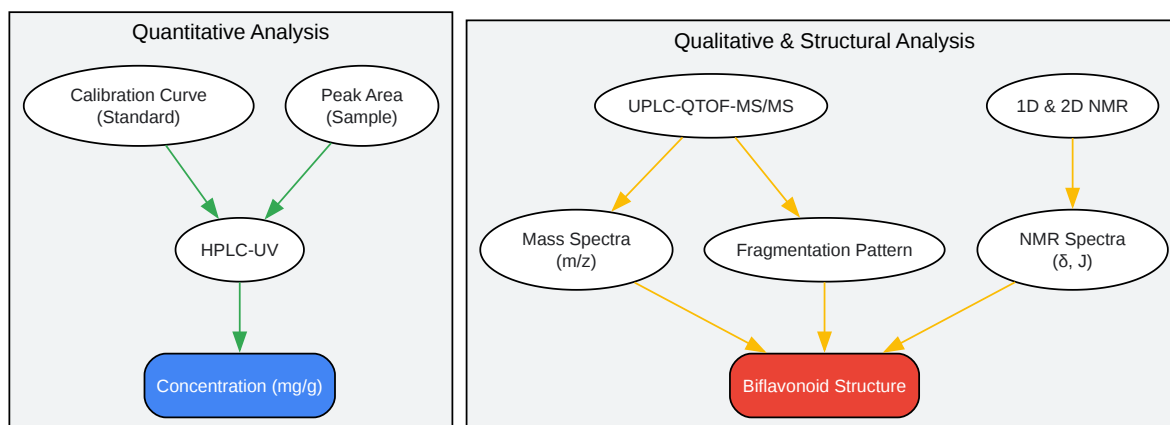 Quantitative Analysis
Calibration Curve
(Standard)
Peak Area
(Sample)
HPLC-UV
Concentration (mg/g)
Qualitative & Structural Analysis
UPLC-QTOF-MS/MS
1D & 2D NMR
Mass Spectra
(m/z)
Fragmentation Pattern
NMR Spectra
(δ, J)
Biflavonoid Structure